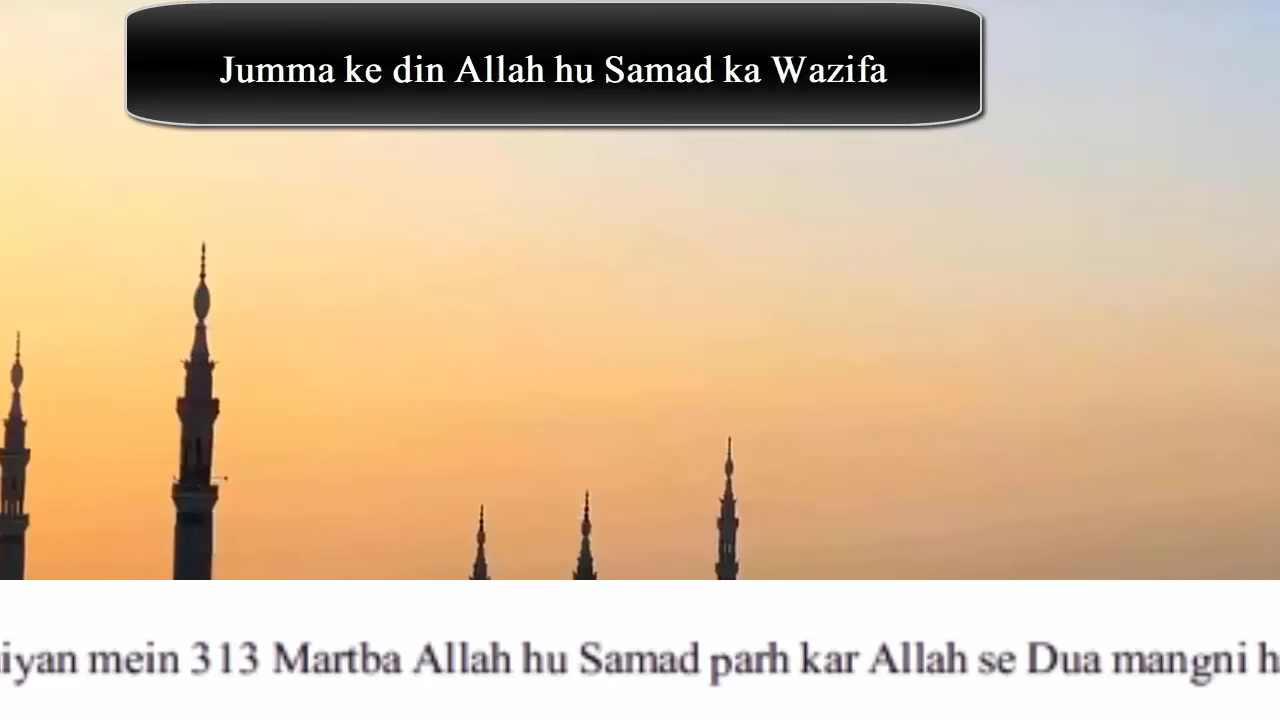 Jumma ke din Allah hu Samad ka Wazifa
mein 313 Martba Allah hu Samad parh kar Allah se Dua mangni